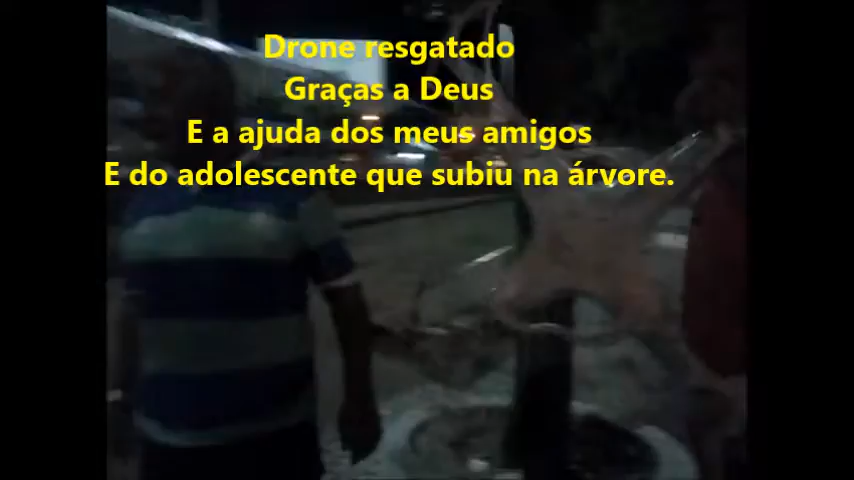 Drone resgatado
Graças a Deus
E a ajuda dos meus amigos
E do adolescente que subiu na árvore.